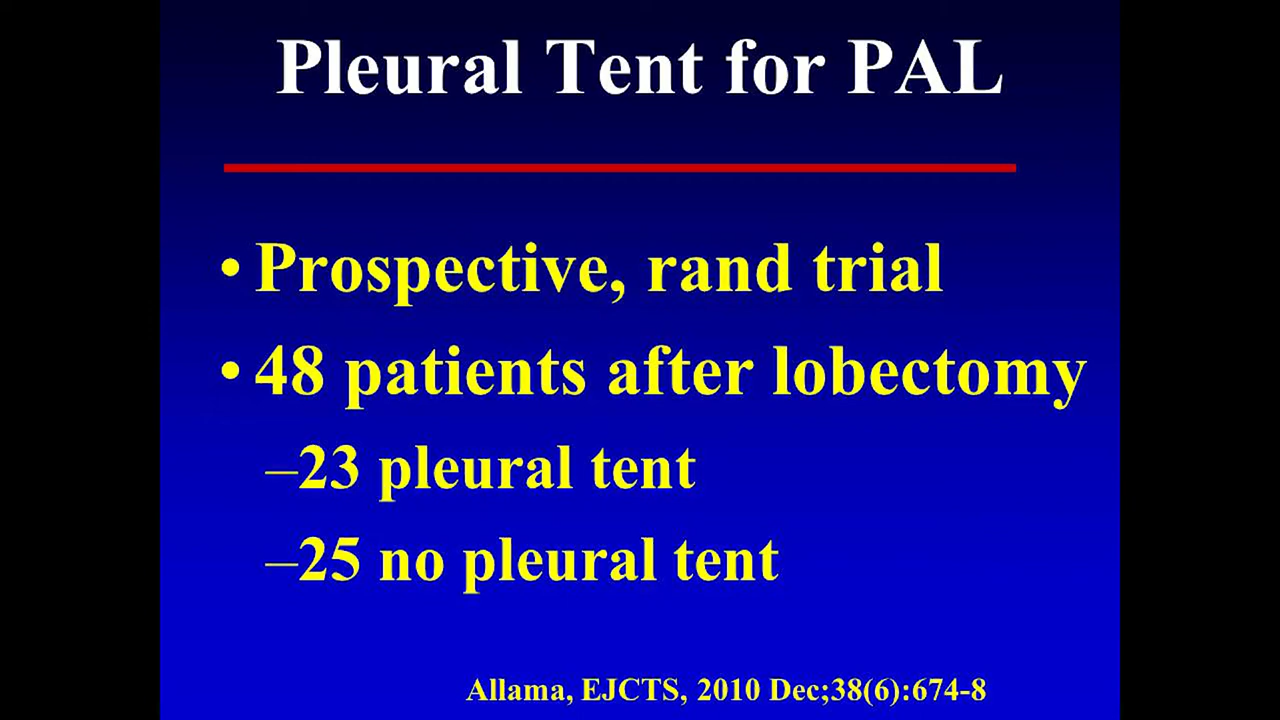 Pleural Tent for PAL
• Prospective, rand trial
• 48 patients after lobectomy
–23 pleural tent
–25 no pleural tent
Allama, EJCTS, 2010 Dec;38(6):674-8